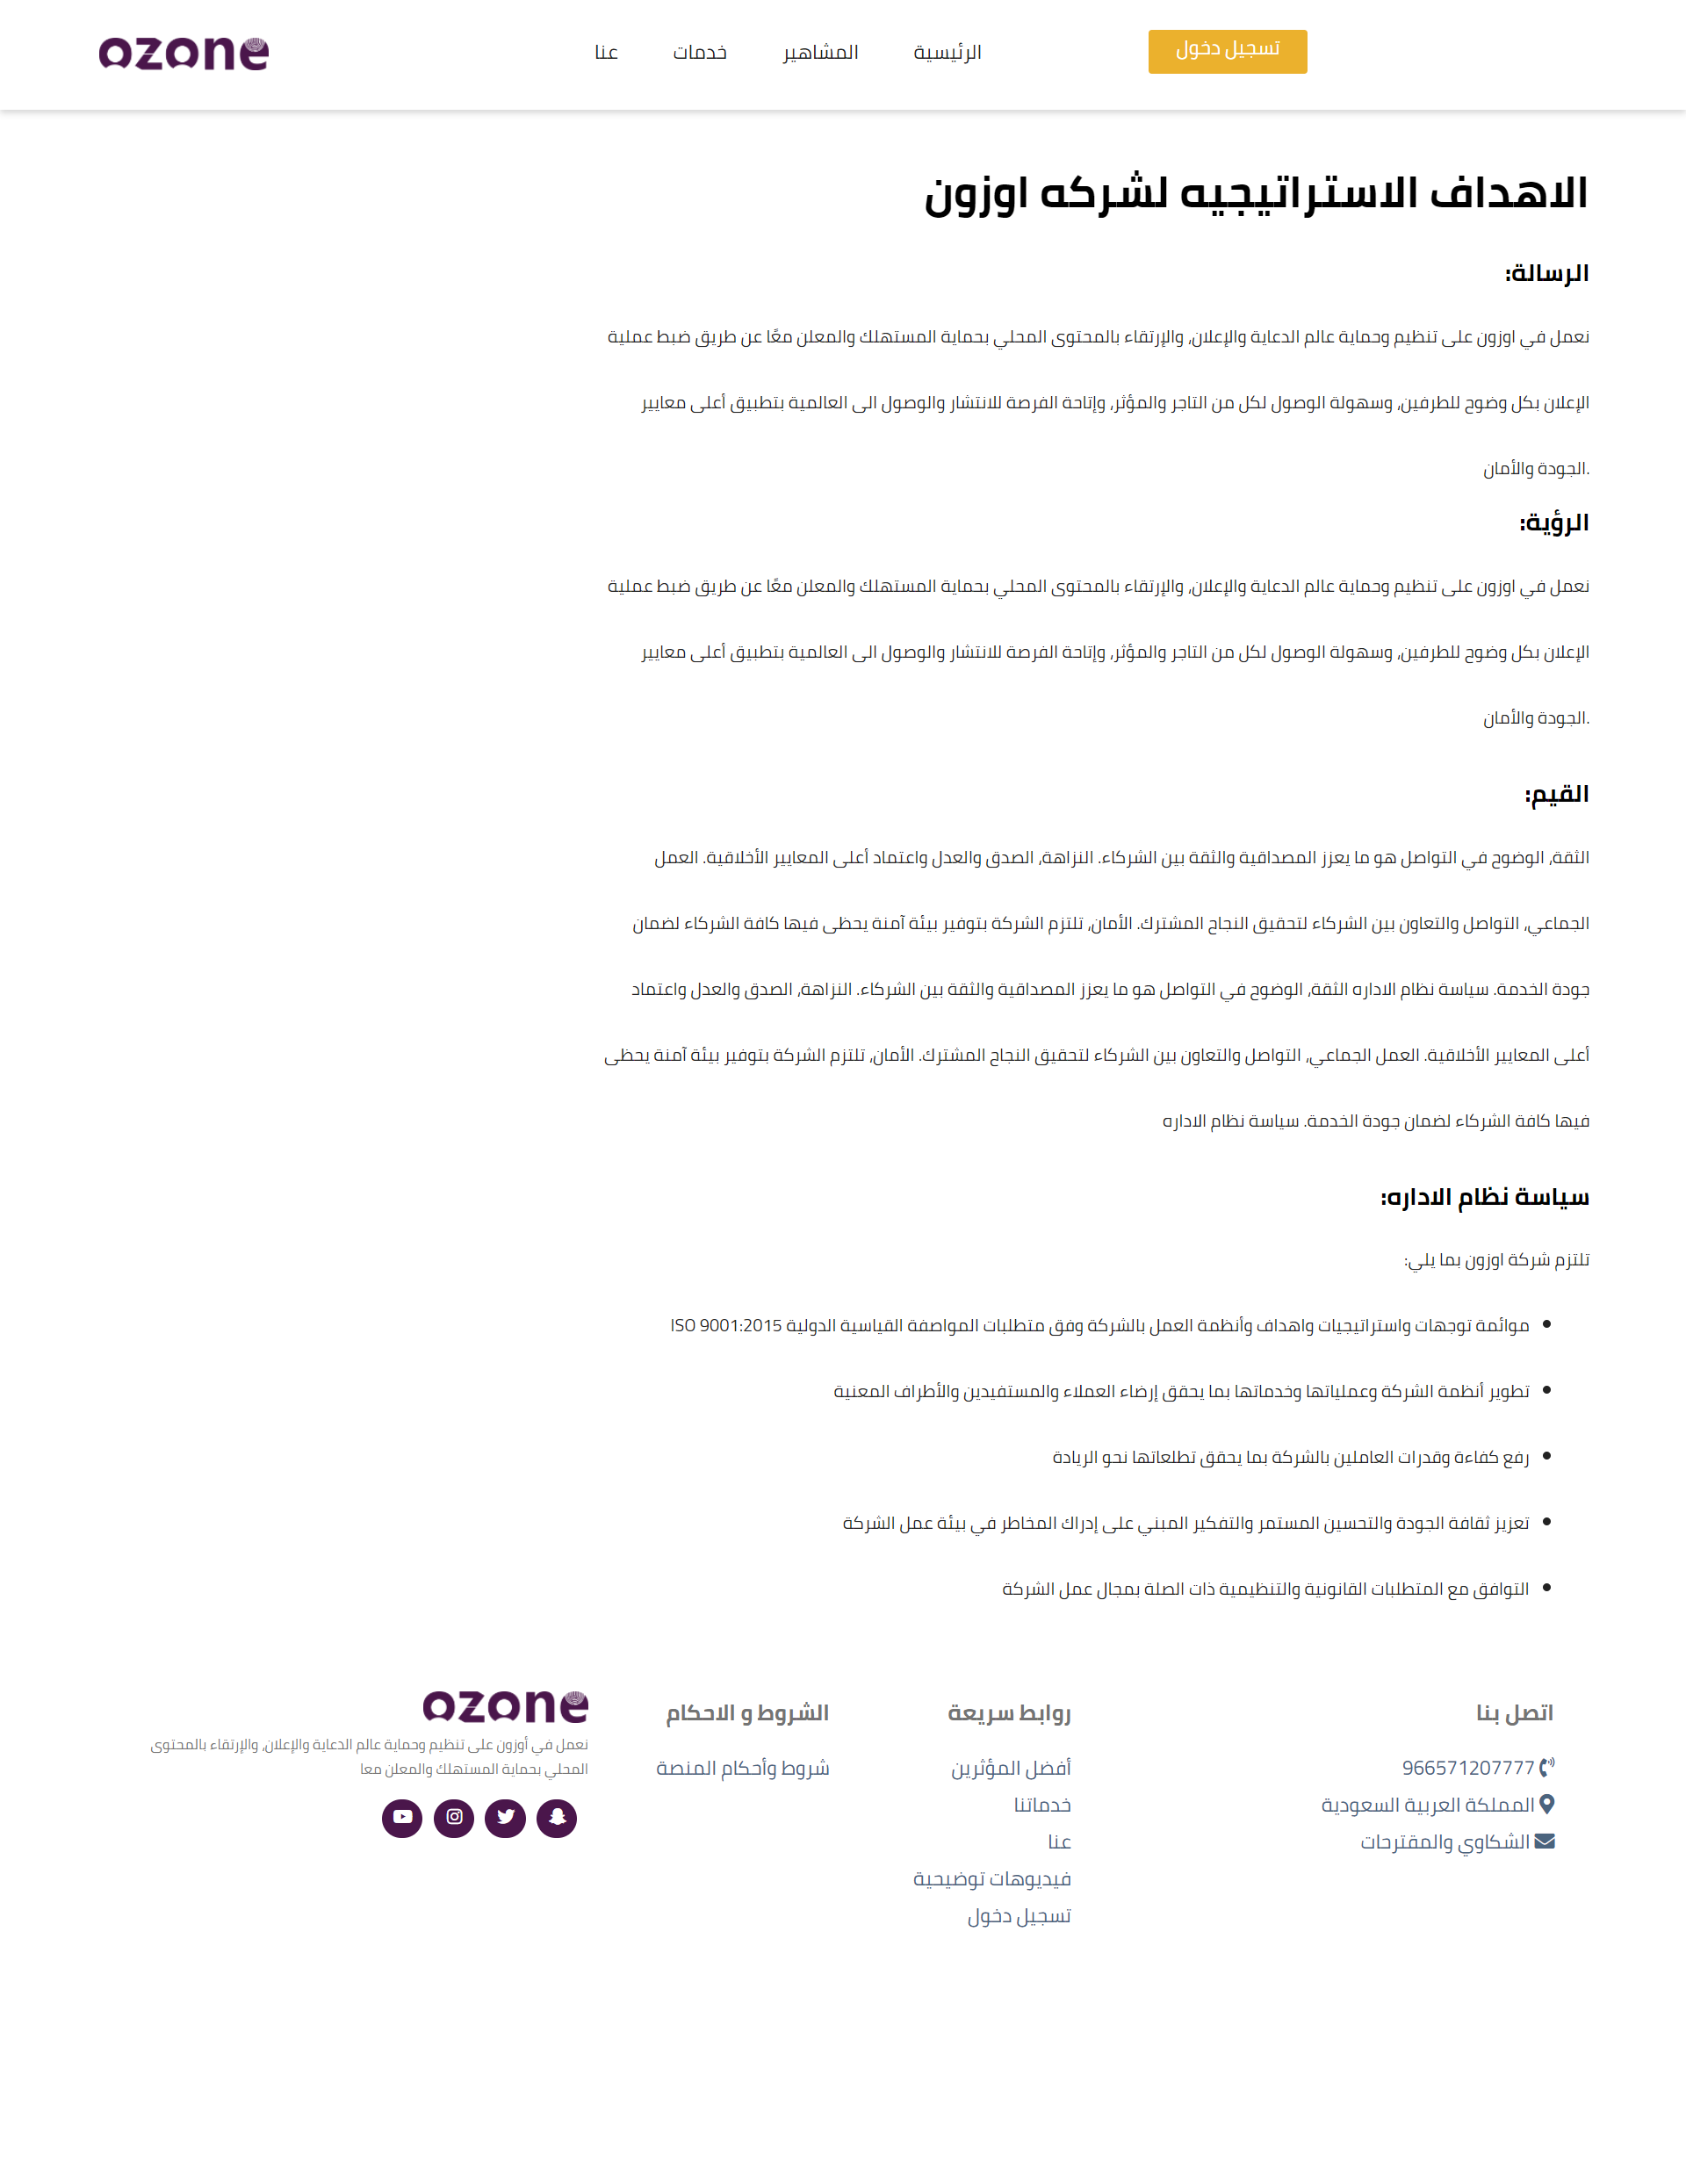 تسجيل دخول
الرئيسية
المشاهير
خدمات
عنا
ozone
الاهداف الاستراتيجيه لشركه اوزون
الرسالة:
نعمل في اوزون على تنظيم وحماية عالم الدعاية والإعلان، والإرتقاء بالمحتوى المحلي بحماية المستهلك والمعلن معًا عن طريق ضبط عملية
الإعلان بكل وضوح للطرفين، وسهولة الوصول لكل من التاجر والمؤثر، وإتاحة الفرصة للانتشار والوصول الى العالمية بتطبيق أعلى معايير
.الجودة والأمان
الرؤية:
نعمل في اوزون على تنظيم وحماية عالم الدعاية والإعلان، والإرتقاء بالمحتوى المحلي بحماية المستهلك والمعلن معًا عن طريق ضبط عملية
الإعلان بكل وضوح للطرفين، وسهولة الوصول لكل من التاجر والمؤثر، وإتاحة الفرصة للانتشار والوصول الى العالمية بتطبيق أعلى معايير
.الجودة والأمان
القيم:
الثقة، الوضوح في التواصل هو ما يعزز المصداقية والثقة بين الشركاء. النزاهة، الصدق والعدل واعتماد أعلى المعايير الأخلاقية. العمل
الجماعي، التواصل والتعاون بين الشركاء لتحقيق النجاح المشترك. الأمان، تلتزم الشركة بتوفير بيئة آمنة يحظى فيها كافة الشركاء لضمان
جودة الخدمة. سياسة نظام الاداره الثقة، الوضوح في التواصل هو ما يعزز المصداقية والثقة بين الشركاء. النزاهة، الصدق والعدل واعتماد
أعلى المعايير الأخلاقية. العمل الجماعي، التواصل والتعاون بين الشركاء لتحقيق النجاح المشترك. الأمان، تلتزم الشركة بتوفير بيئة آمنة يحظى
فيها كافة الشركاء لضمان جودة الخدمة. سياسة نظام الاداره
سياسة نظام الاداره:
تلتزم شركة اوزون بما يلي:
موائمة توجهات واستراتيجيات واهداف وأنظمة العمل بالشركة وفق متطلبات المواصفة القياسية الدولية ISO 9001:2015
تطوير أنظمة الشركة وعملياتها وخدماتها بما يحقق إرضاء العملاء والمستفيدين والأطراف المعنية
رفع كفاءة وقدرات العاملين بالشركة بما يحقق تطلعاتها نحو الريادة
تعزيز ثقافة الجودة والتحسين المستمر والتفكير المبني على إدراك المخاطر في بيئة عمل الشركة
التوافق مع المتطلبات القانونية والتنظيمية ذات الصلة بمجال عمل الشركة
اتصل بنا
966571207777
المملكة العربية السعودية
الشكاوي والمقترحات
روابط سريعة
أفضل المؤثرين
خدماتنا
عنا
فيديوهات توضيحية
تسجيل دخول
الشروط و الاحكام
شروط وأحكام المنصة
ozone
نعمل في أوزون على تنظيم وحماية عالم الدعاية والإعلان، والإرتقاء بالمحتوى
المحلي بحماية المستهلك والمعلن معا